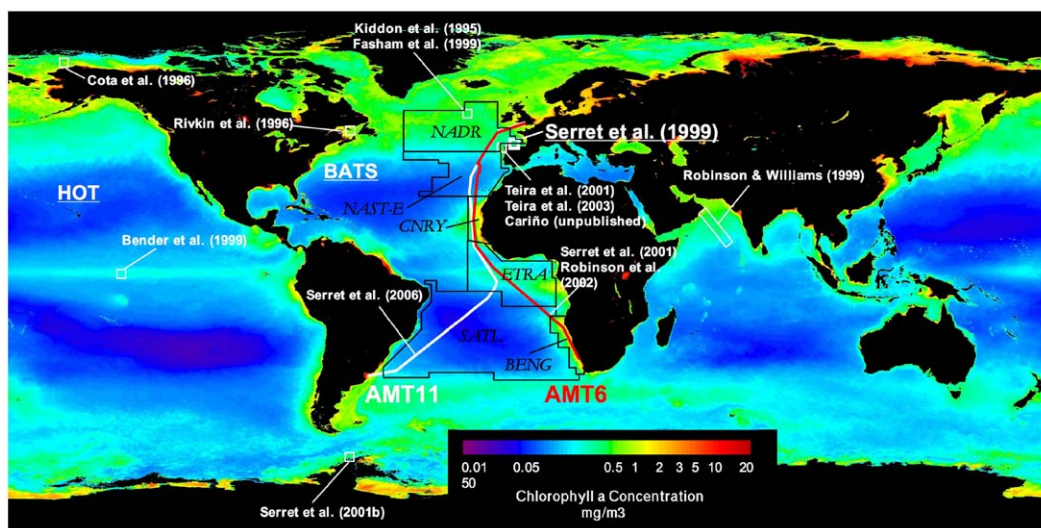 Kiddon et al. (1995)
Fasham et al. (1999)
Cota et al. (1996)
Rivkin et al. (1996)
NADR
Serret et al. (1999)
BATS
HOT
NAST-E
Teira et al. (2001)
Teira et al. (2003)
Cariño (unpublished)
Robinson & Williams (1999)
CNRY
Bender et al. (1999)
ETRA
Serret et al. (2001)
Robinson et al.
(2002)
Serret et al. (2006)
SATL
BENG
AMT11
AMT6
0.01 0.05 0.5 1 2 3 5 10 20
50
Chlorophyll a Concentration
mg/m3
Serret et al. (2001b)